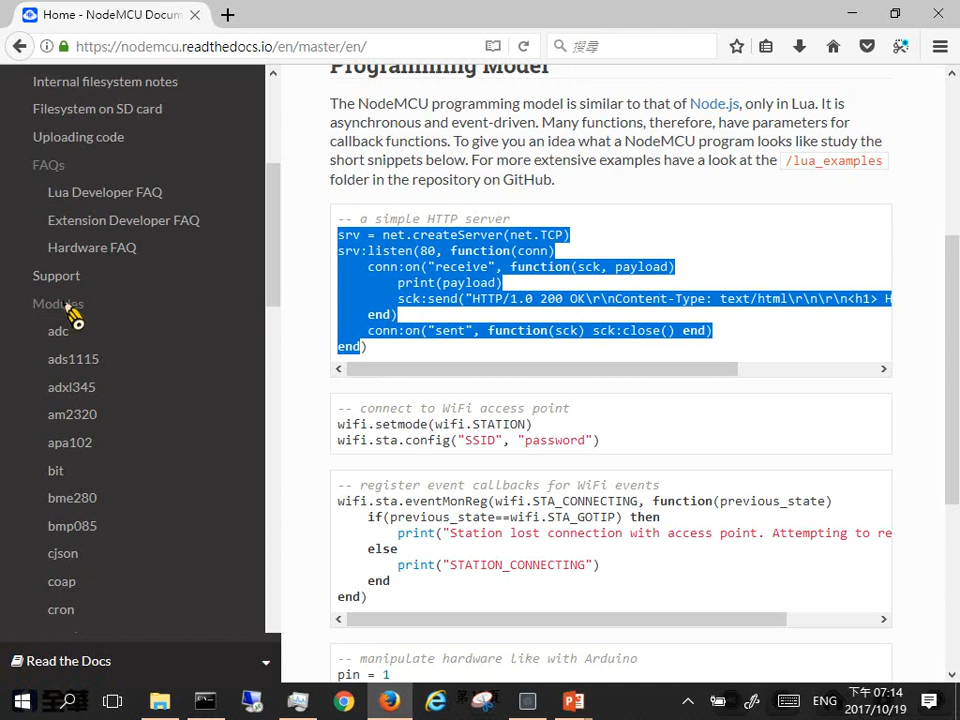 Home - NodeMCU Docum
https://nodemcu.readthedocs.io/en/master/en/
搜尋
Internal filesystem notes
Filesystem on SD card
Uploading code
FAQs
Lua Developer FAQ
Extension Developer FAQ
Hardware FAQ
Support
Modules
adc
ads1115
adxl345
am2320
apa102
bit
bme280
bmp085
cjson
coap
cron
Read the Docs
Programming Model
The NodeMCU programming model is similar to that of Node.js, only in Lua. It is
asynchronous and event-driven. Many functions, therefore, have parameters for
callback functions. To give you an idea what a NodeMCU program looks like study the
short snippets below. For more extensive examples have a look at the /lua_examples
folder in the repository on GitHub.
-- a simple HTTP server
srv = net.createServer(net.TCP)
srv:listen(80, function(conn)
conn:on("receive", function(sck, payload)
print(payload)
sck:send("HTTP/1.0 200 OK\r\nContent-Type: text/html\r\n\r\n<h1> H
end)
conn:on("sent", function(sck) sck:close() end)
end)
-- connect to WiFi access point
wifi.setmode(wifi.STATION)
wifi.sta.config("SSID", "password")
-- register event callbacks for WiFi events
wifi.sta.eventMonReg(wifi.STA_CONNECTING, function(previous_state)
if(previous_state==wifi.STA_GOTIP) then
print("Station lost connection with access point. Attempting to re
else
print("STATION_CONNECTING")
end
end)
-- manipulate hardware like with Arduino
pin = 1
全華
ENG
下午 07:14
2017/10/19